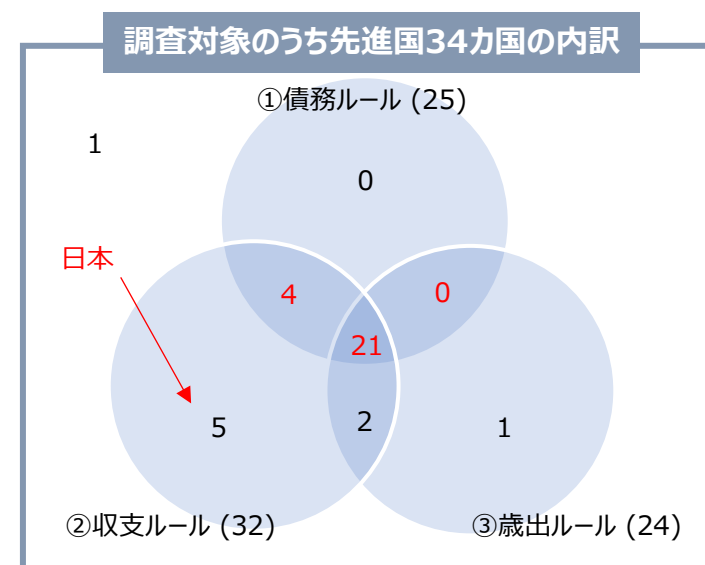 調査対象のうち先進国34カ国の内訳
①債務ルール (25)
1
0
日本
4
0
21
5
2
1
②収支ルール (32)
③歳出ルール (24)